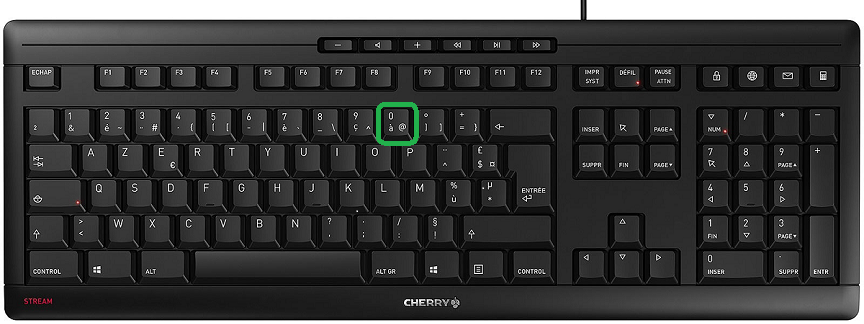 − +
ECHAP F1 F2 F3 F4 F5 F6 F7 F8 F9 F10 F11 F12 IMPR SYST DÉFIL PAUSE ATTN
1 2 3 4 5 6 7 8 9 0 ° +
² & é ~ " # ' { ( [ - | è ` _ \ ç ^ à @ ) ] = }
INSER PAGE▲ NUM / * −
A Z E R T Y U I O P ¨ £
€ ^ $ ¤
SUPPR FIN PAGE▼ 7 8 9 PAGE▲ +
Q S D F G H J K L M % µ ENTRÉE
ù *
4 5 6
> W X C V B N ? . / §
< , ; : !
1 FIN 2 3 PAGE▼
CONTROL ALT ALT GR CONTROL 0 INSER . SUPPR ENTR
STREAM CHERRY